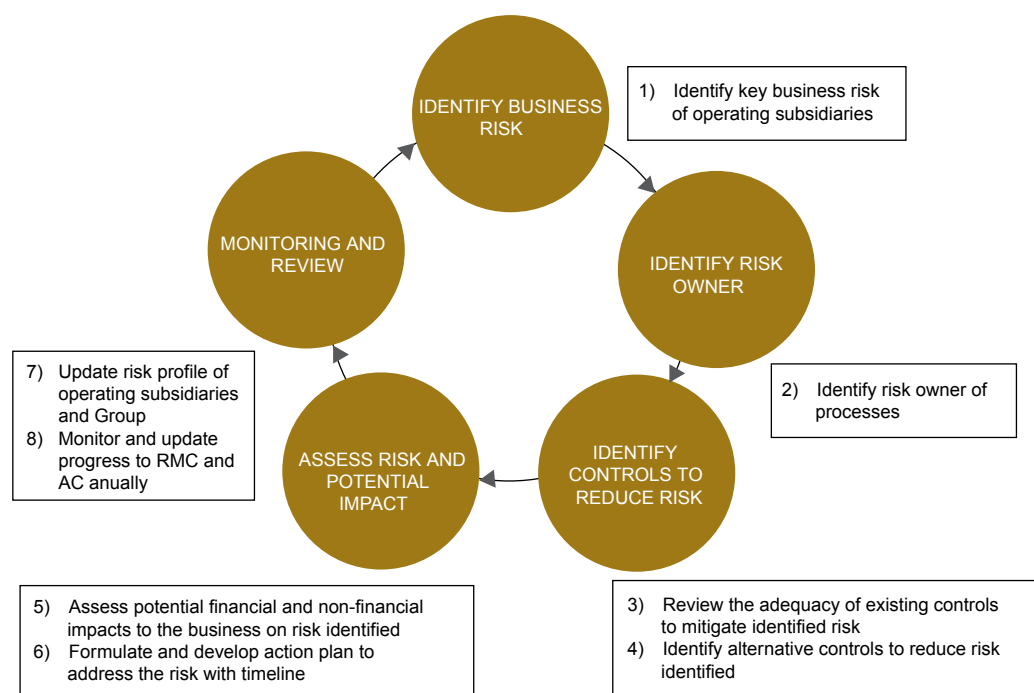 IDENTIFY BUSINESS
RISK
1) Identify key business risk
of operating subsidiaries
IDENTIFY RISK
OWNER
2) Identify risk owner of
processes
IDENTIFY
CONTROLS TO
REDUCE RISK
3) Review the adequacy of existing controls
to mitigate identified risk
4) Identify alternative controls to reduce risk
identified
ASSESS RISK AND
POTENTIAL
IMPACT
5) Assess potential financial and non-financial
impacts to the business on risk identified
6) Formulate and develop action plan to
address the risk with timeline
MONITORING AND
REVIEW
7) Update risk profile of
operating subsidiaries
and Group
8) Monitor and update
progress to RMC and
AC anually